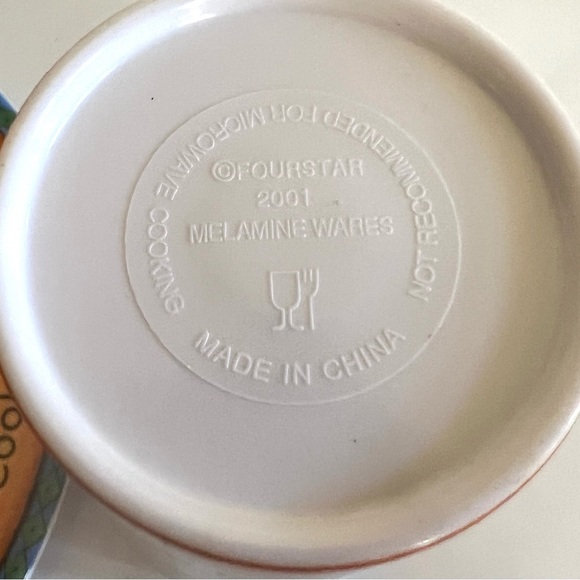 ©FOURSTAR
2001
MELAMINE WARES
MADE IN CHINA
NOT RECOMMENDED FOR MICROWAVE COOKING